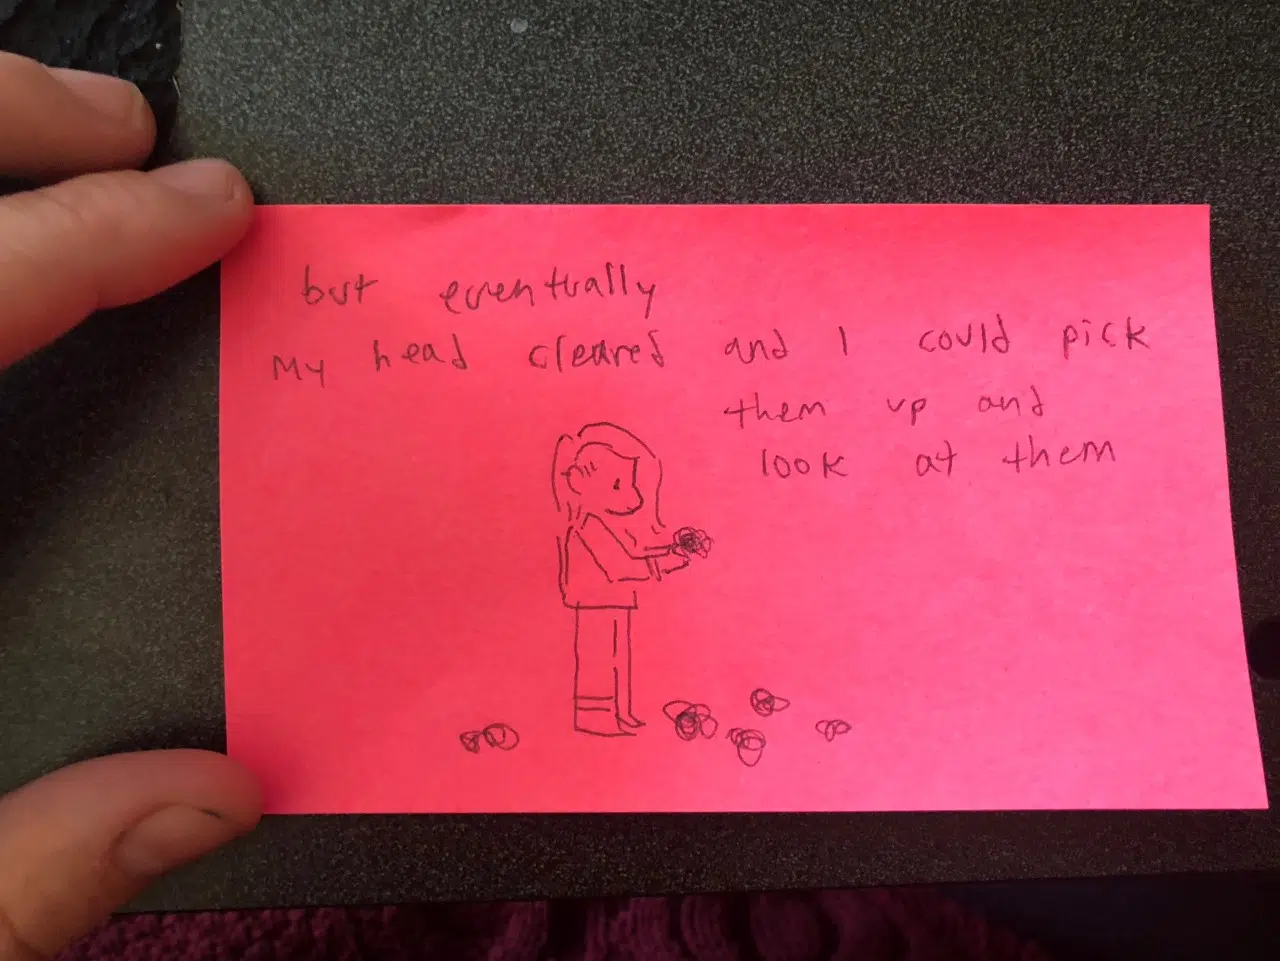 but eventually
My head cleared and I could pick
them up and
look at them